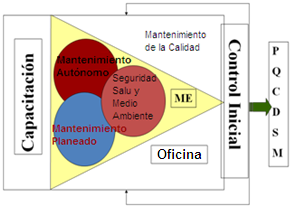 Mantenimiento
de la Calidad
Capacitación
Mantenimiento
Autónomo
Seguridad
Salu y
Medio
Ambiente
ME
Mantenimiento
Planeado
Oficina
Control Inicial
P
Q
C
D
S
M